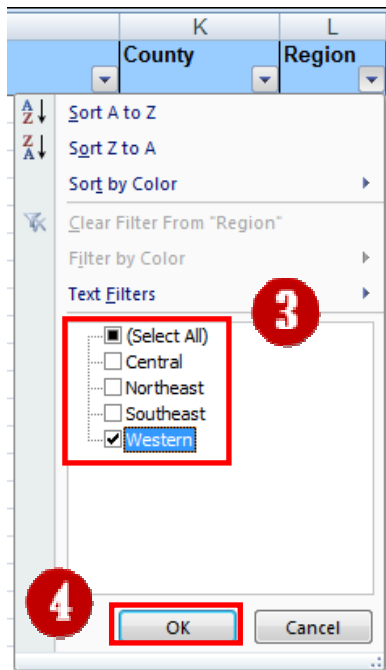 K L
County Region
Sort A to Z
Sort Z to A
Sort by Color
Clear Filter From "Region"
Filter by Color
Text Filters
3
(Select All)
Central
Northeast
Southeast
Western
4
OK Cancel